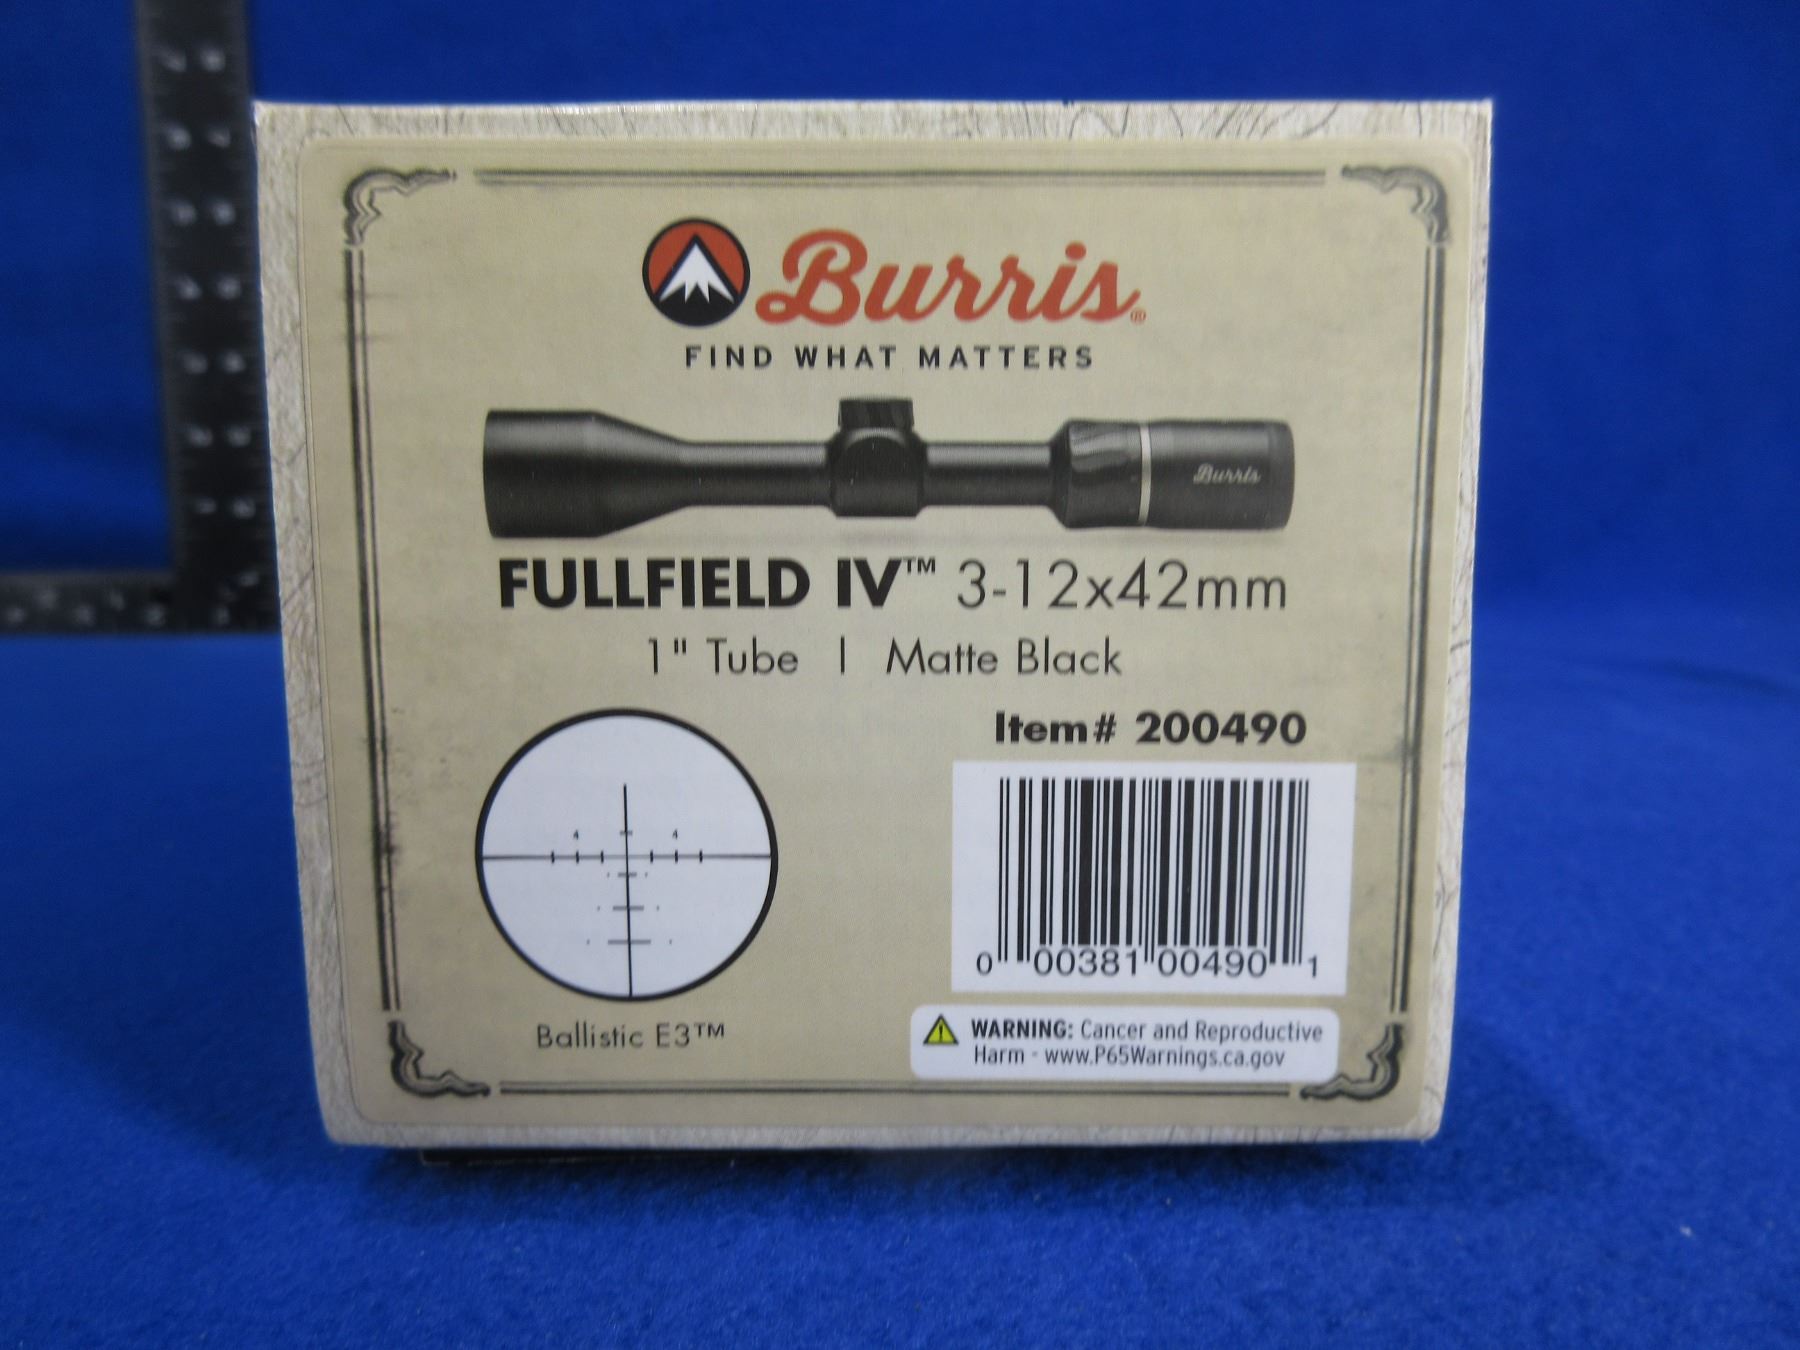 Burris®
FIND WHAT MATTERS
Burris
FULLFIELD IV™ 3-12x42mm
1" Tube | Matte Black
Item# 200490
4 4
0 00381 00490 1
Ballistic E3™
WARNING: Cancer and Reproductive
Harm - www.P65Warnings.ca.gov